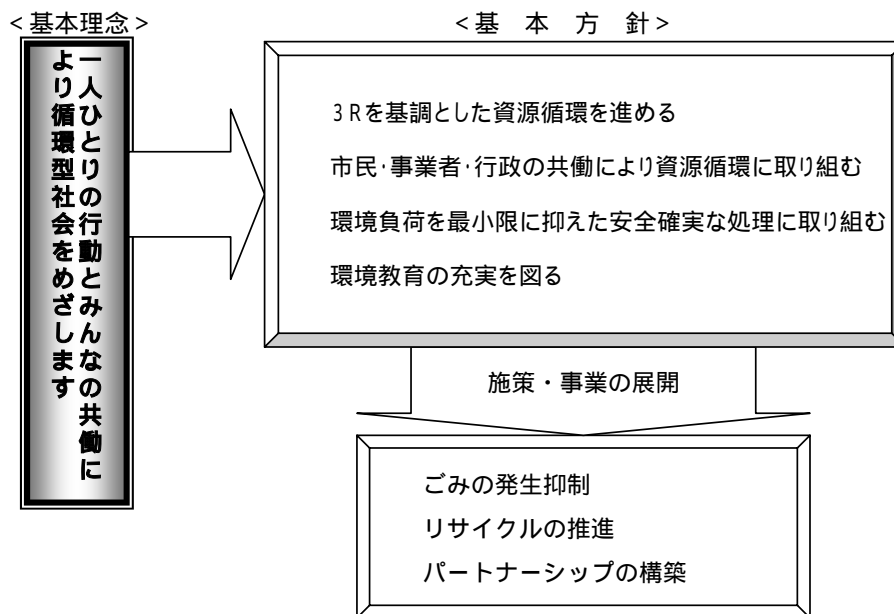 <基本理念>
一人ひとりの行動とみんなの共働に
より循環型社会をめざします
<基 本 方 針>
3Rを基調とした資源循環を進める
市民・事業者・行政の共働により資源循環に取り組む
環境負荷を最小限に抑えた安全確実な処理に取り組む
環境教育の充実を図る
施策・事業の展開
ごみの発生抑制
リサイクルの推進
パートナーシップの構築